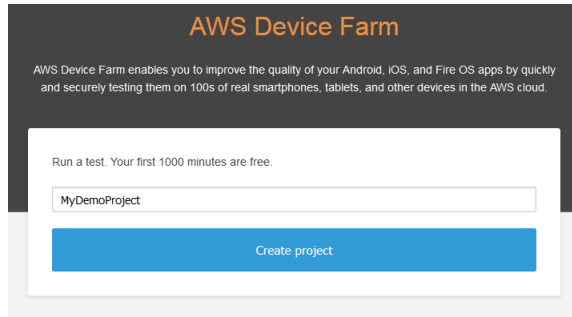 AWS Device Farm
AWS Device Farm enables you to improve the quality of your Android, iOS, and Fire OS apps by quickly
and securely testing them on 100s of real smartphones, tablets, and other devices in the AWS cloud.
Run a test. Your first 1000 minutes are free.
MyDemoProject
Create project